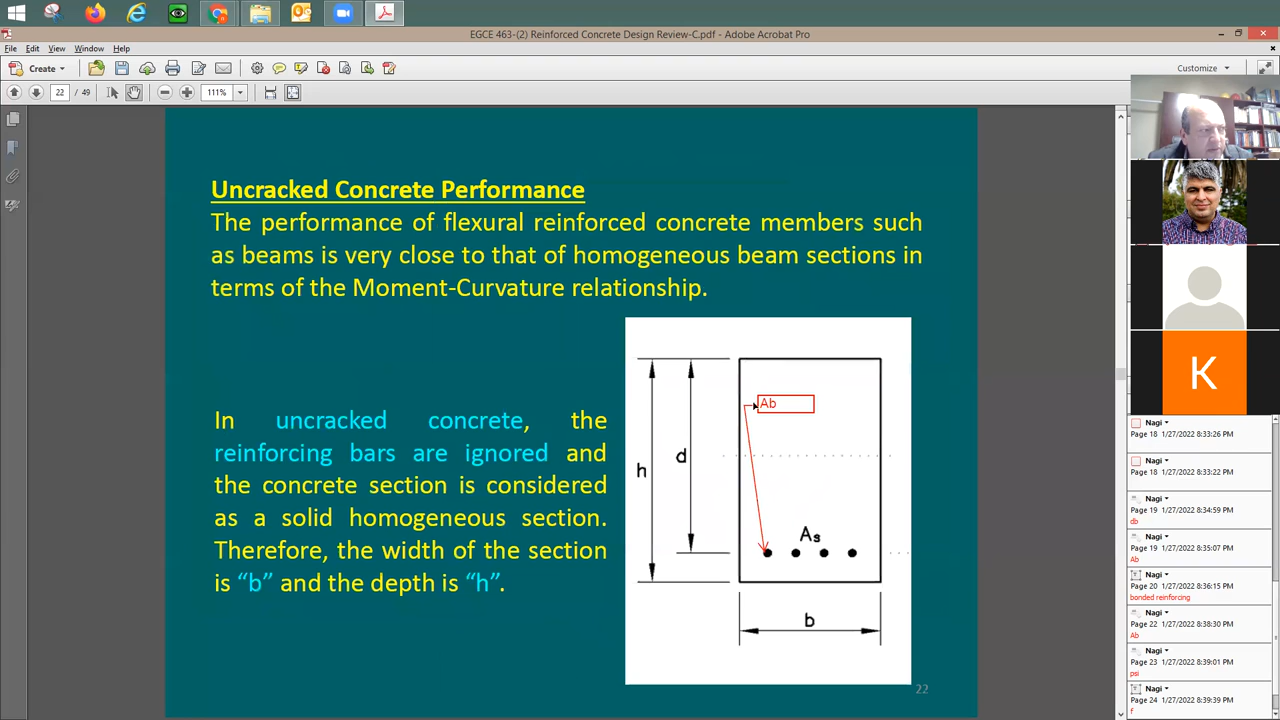 EGCE 463-(2) Reinforced Concrete Design Review-C.pdf - Adobe Acrobat Pro
File Edit View Window Help
Create
Customize
22 / 49
111%
Uncracked Concrete Performance
The performance of flexural reinforced concrete members such
as beams is very close to that of homogeneous beam sections in
terms of the Moment-Curvature relationship.
In uncracked concrete, the
reinforcing bars are ignored and
the concrete section is considered
as a solid homogeneous section.
Therefore, the width of the section
is “b” and the depth is “h”.
Ab
h
d
As
b
22
K
Nagi
Page 18 1/27/2022 8:33:26 PM
Nagi
Page 18 1/27/2022 8:33:22 PM
Nagi
Page 19 1/27/2022 8:34:59 PM
db
Nagi
Page 19 1/27/2022 8:35:07 PM
Ab
Nagi
Page 20 1/27/2022 8:36:15 PM
bonded reinforcing
Nagi
Page 22 1/27/2022 8:38:30 PM
Ab
Nagi
Page 23 1/27/2022 8:39:01 PM
psi
Nagi
Page 24 1/27/2022 8:39:39 PM
f